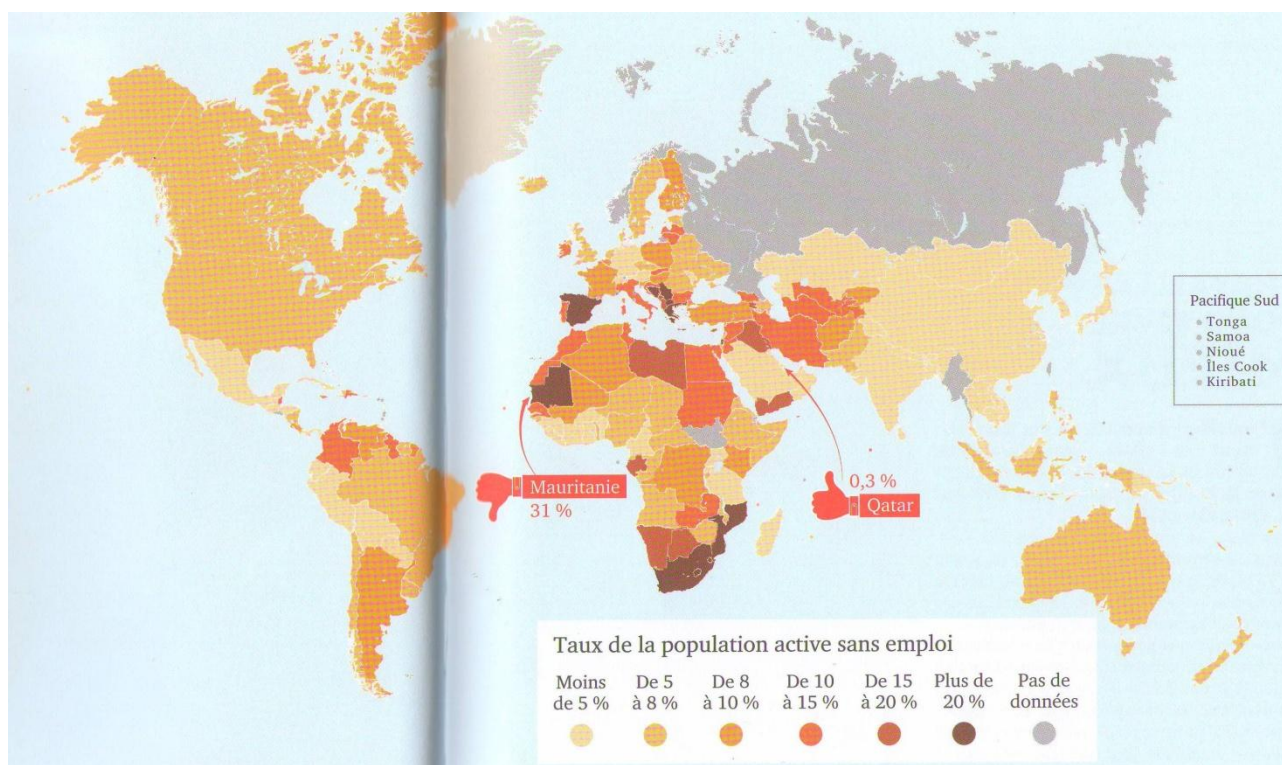 Pacifique Sud
Tonga
Samoa
Nioué
Îles Cook
Kiribati
Mauritanie
31 %
0,3 %
Qatar
Taux de la population active sans emploi
Moins
de 5 %
De 5
à 8 %
De 8
à 10 %
De 10
à 15 %
De 15
à 20 %
Plus de
20 %
Pas de
données